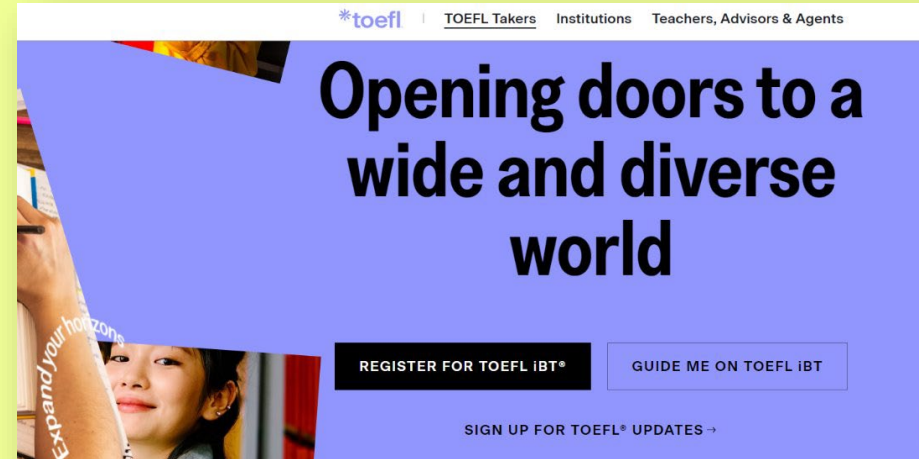 *toefl | TOEFL Takers Institutions Teachers, Advisors & Agents
Opening doors to a
wide and diverse
world
Expand your horizons
REGISTER FOR TOEFL iBT® GUIDE ME ON TOEFL iBT
SIGN UP FOR TOEFL® UPDATES →